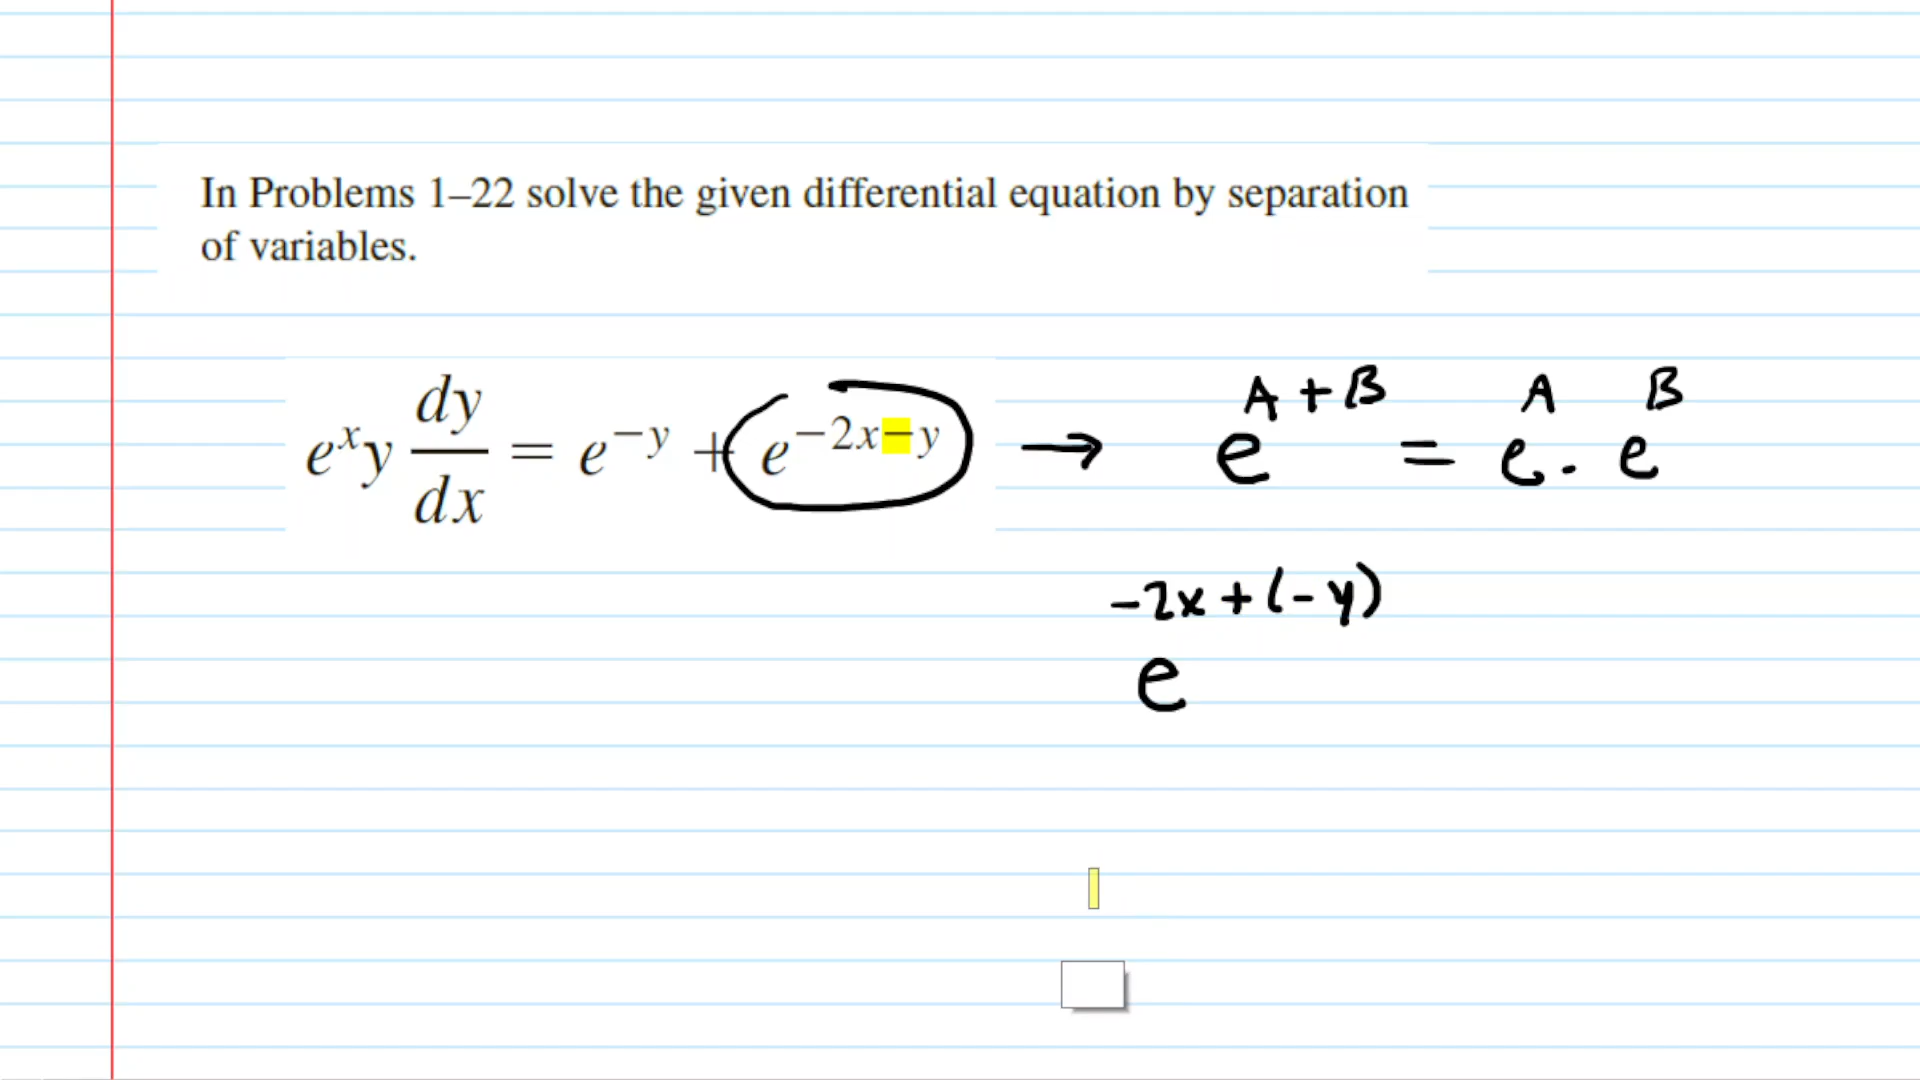 In Problems 1–22 solve the given differential equation by separation
of variables.
e^x y dy/dx = e^{-y} + e^{-2x-y} → e^{A+B} = e^A · e^B
e^{-2x+(-y)}